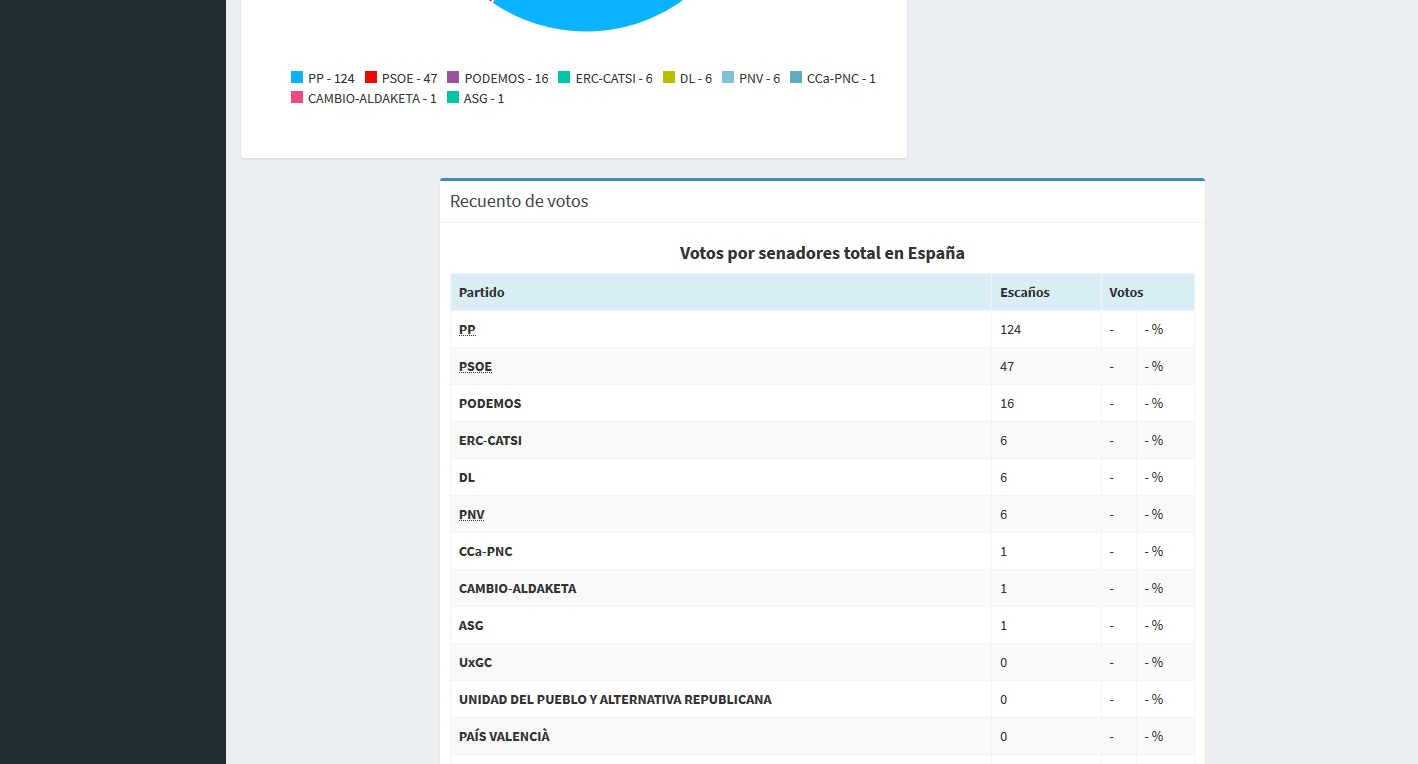 PP - 124 PSOE - 47 PODEMOS - 16 ERC-CATSI - 6 DL - 6 PNV - 6 CCa-PNC - 1
CAMBIO-ALDAKETA - 1 ASG - 1
Recuento de votos
Votos por senadores total en España
Partido Escaños Votos
PP 124 - - %
PSOE 47 - - %
PODEMOS 16 - - %
ERC-CATSI 6 - - %
DL 6 - - %
PNV 6 - - %
CCa-PNC 1 - - %
CAMBIO-ALDAKETA 1 - - %
ASG 1 - - %
UxGC 0 - - %
UNIDAD DEL PUEBLO Y ALTERNATIVA REPUBLICANA 0 - - %
PAÍS VALENCIÀ 0 - - %